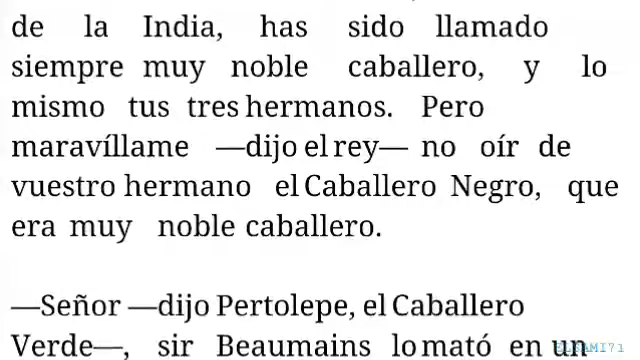 de la India, has sido llamado
siempre muy noble caballero, y lo
mismo tus tres hermanos. Pero
maravíllame —dijo el rey— no oír de
vuestro hermano el Caballero Negro, que
era muy noble caballero.
—Señor —dijo Pertolepe, el Caballero
Verde—, sir Beaumains lo mató en un